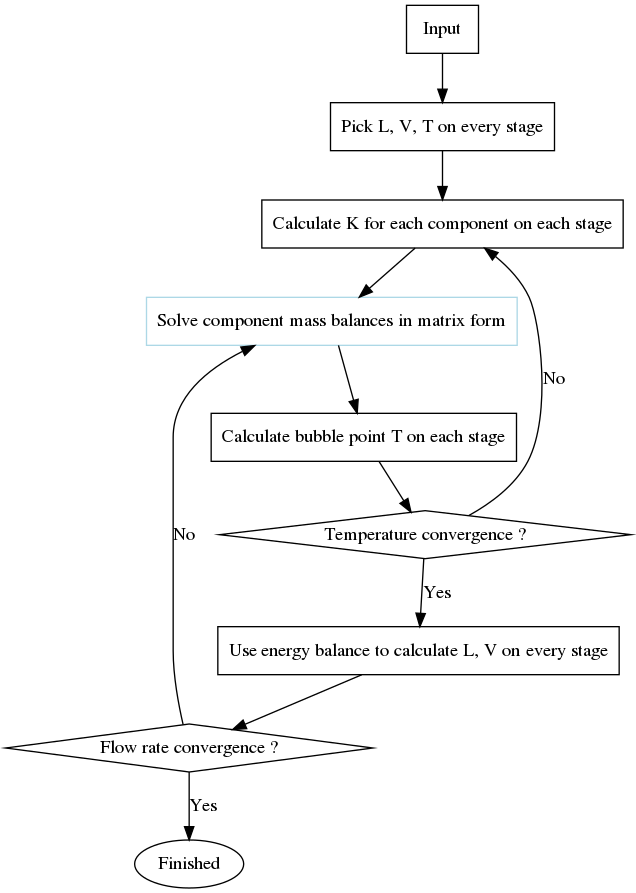 Input
Pick L, V, T on every stage
Calculate K for each component on each stage
Solve component mass balances in matrix form
No
Calculate bubble point T on each stage
No
Temperature convergence ?
Yes
Use energy balance to calculate L, V on every stage
Flow rate convergence ?
Yes
Finished